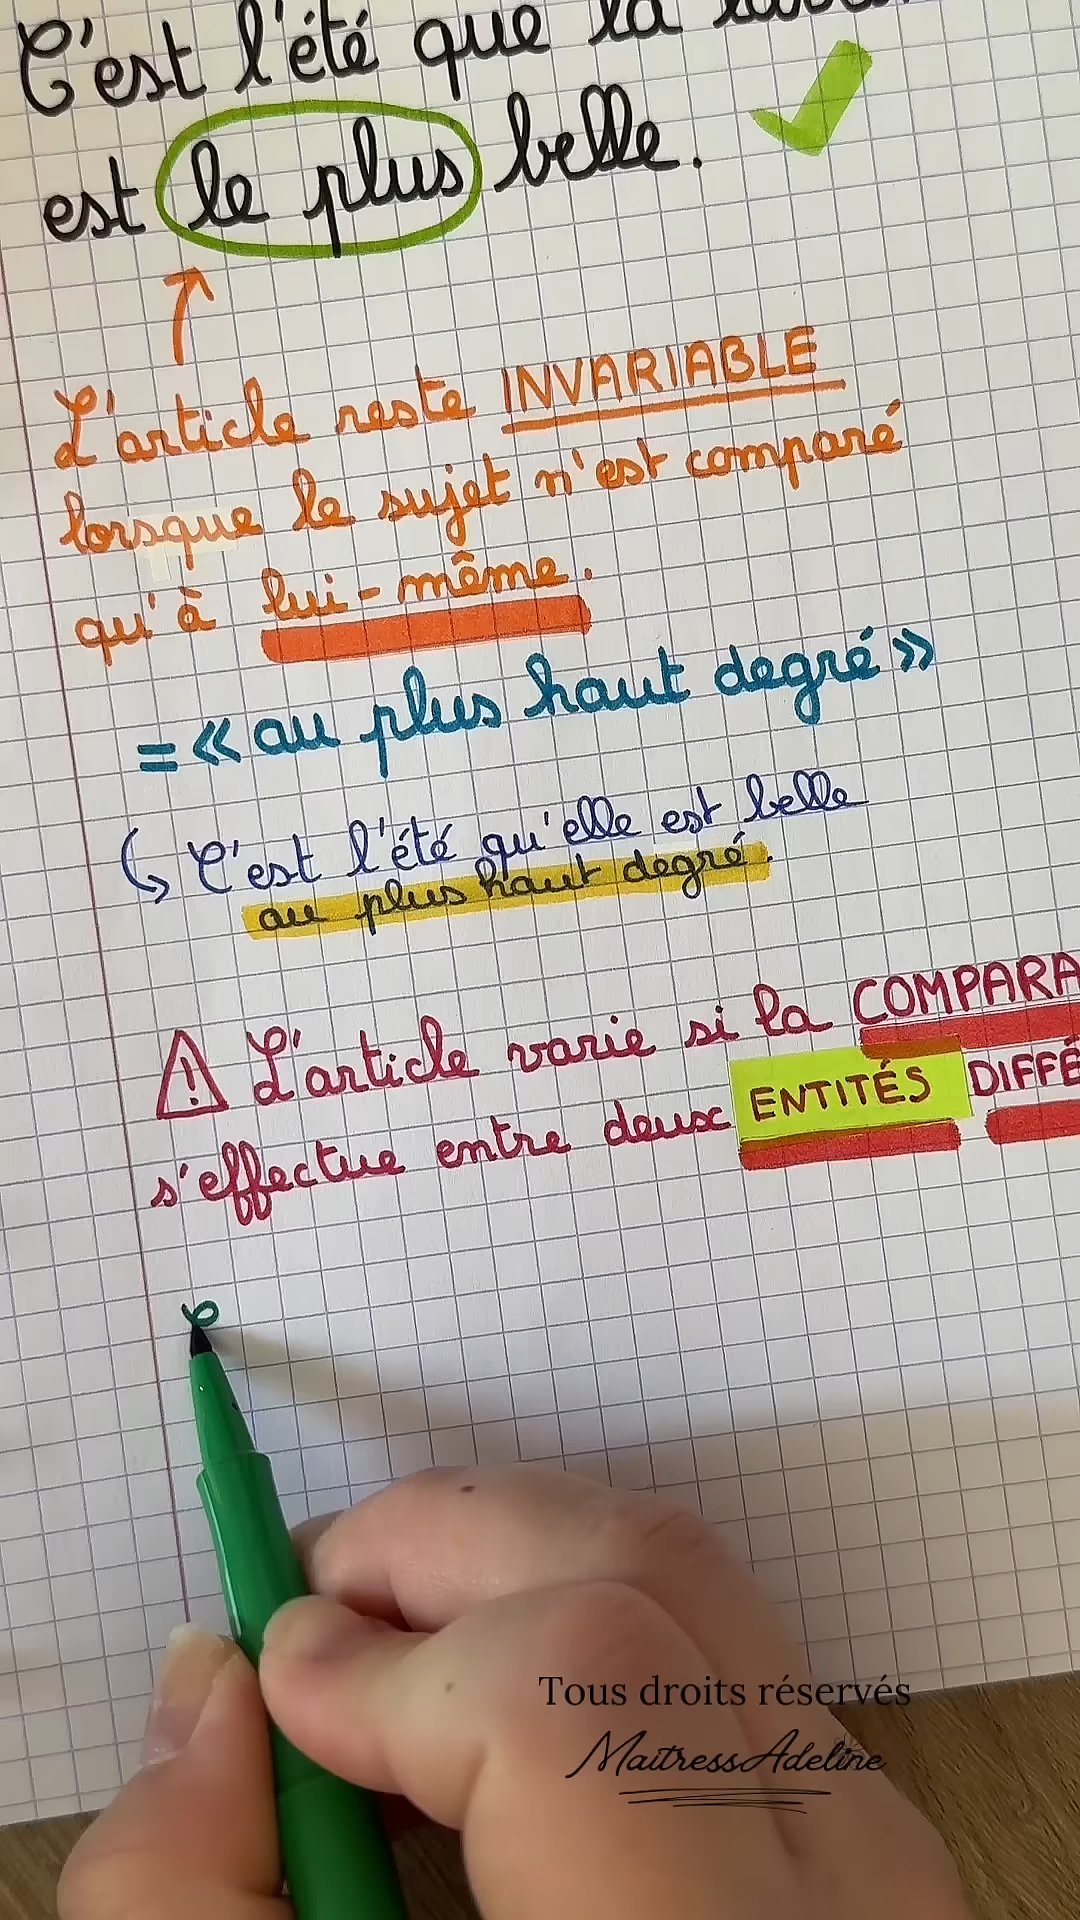 C'est l'été que la
est le plus belle.
L'article reste INVARIABLE
lorsque le sujet n'est comparé
qu'à lui-même.
= « au plus haut degré »
C'est l'été qu'elle est belle
au plus haut degré.
L'article varie si la COMPARA
s'effectue entre deux ENTITÉS DIFFÉ
Tous droits réservés
MaitressAdeline